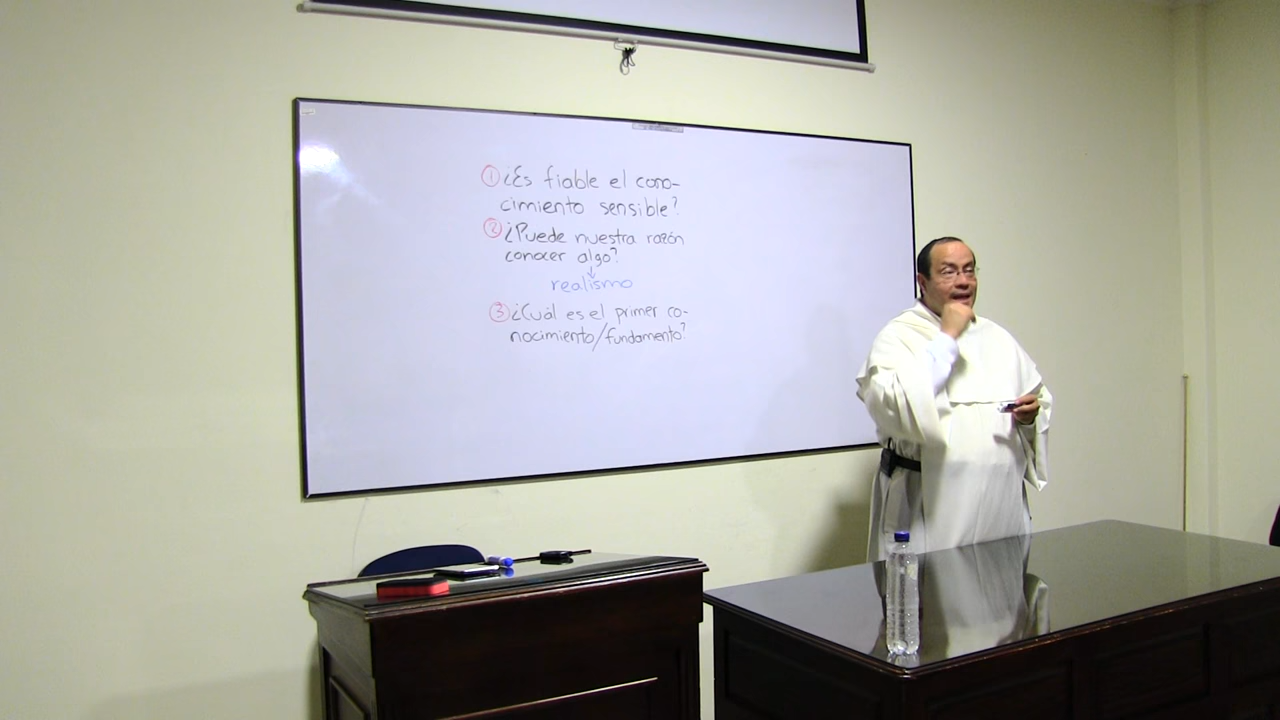 ① ¿Es fiable el cono-
cimiento sensible?
② ¿Puede nuestra razón
conocer algo?
↓
realismo
③ ¿Cuál es el primer co-
nocimiento/fundamento?